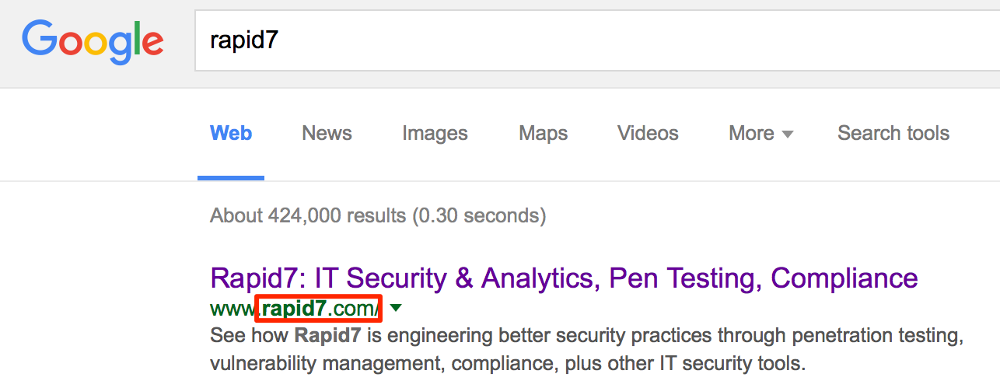 Google rapid7
Web News Images Maps Videos More Search tools
About 424,000 results (0.30 seconds)
Rapid7: IT Security & Analytics, Pen Testing, Compliance
www.rapid7.com/
See how Rapid7 is engineering better security practices through penetration testing,
vulnerability management, compliance, plus other IT security tools.